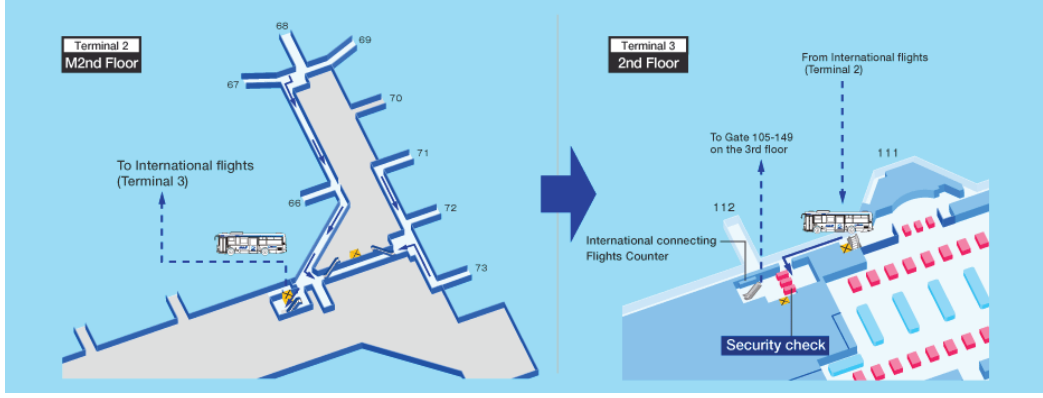 Terminal 2
M2nd Floor
68
69
67
70
71
66
72
73
To International flights
(Terminal 3)
Terminal 3
2nd Floor
From International flights
(Terminal 2)
To Gate 105-149
on the 3rd floor
111
112
International connecting
Flights Counter
Security check